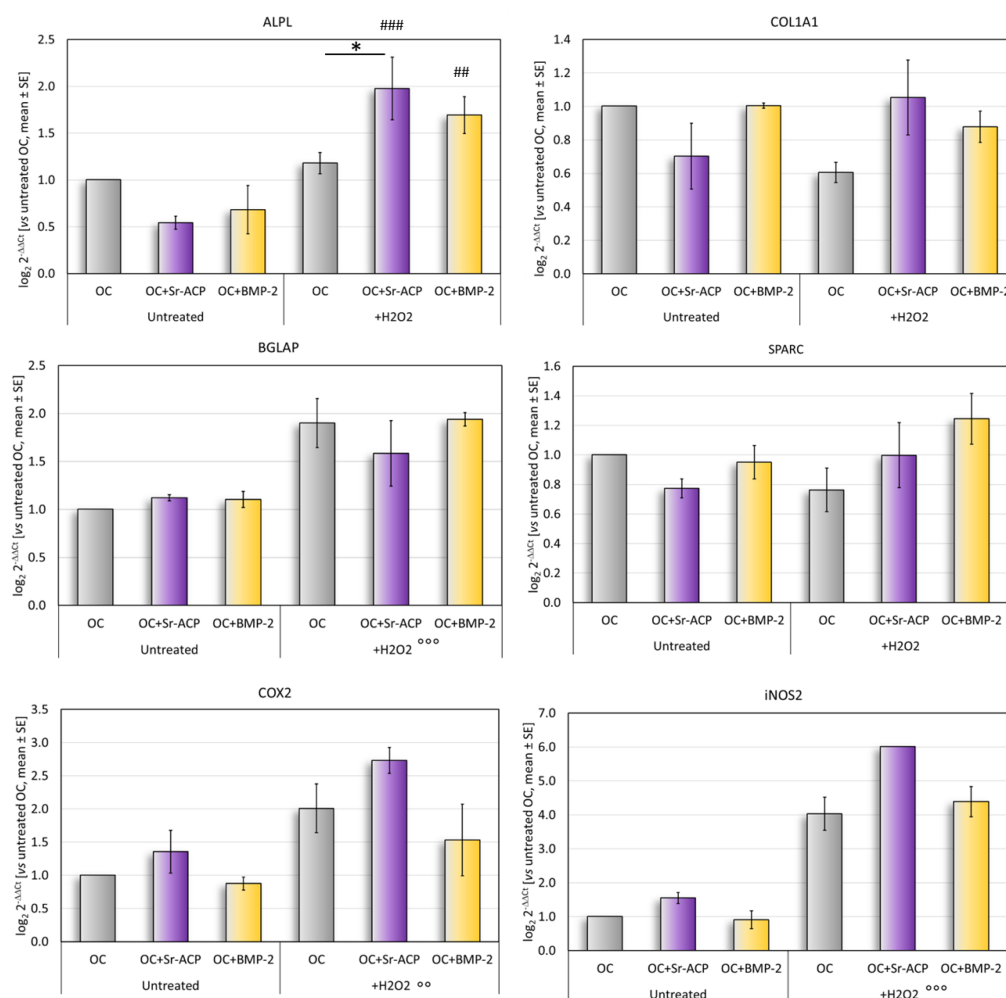 ALPL
###
*
##
log₂ 2^-ΔΔCt [vs untreated OC, mean ± SE]
2.5
2.0
1.5
1.0
0.5
0.0
OC OC+Sr-ACP OC+BMP-2 OC OC+Sr-ACP OC+BMP-2
Untreated +H2O2
COL1A1
log₂ 2^-ΔΔCt [vs untreated OC, mean ± SE]
1.4
1.2
1.0
0.8
0.6
0.4
0.2
0.0
OC OC+Sr-ACP OC+BMP-2 OC OC+Sr-ACP OC+BMP-2
Untreated +H2O2
BGLAP
log₂ 2^-ΔΔCt [vs untreated OC, mean ± SE]
2.5
2.0
1.5
1.0
0.5
0.0
OC OC+Sr-ACP OC+BMP-2 OC OC+Sr-ACP OC+BMP-2
Untreated +H2O2 °°°
SPARC
log₂ 2^-ΔΔCt [vs untreated OC, mean ± SE]
1.6
1.4
1.2
1.0
0.8
0.6
0.4
0.2
0.0
OC OC+Sr-ACP OC+BMP-2 OC OC+Sr-ACP OC+BMP-2
Untreated +H2O2
COX2
log₂ 2^-ΔΔCt [vs untreated OC, mean ± SE]
3.5
3.0
2.5
2.0
1.5
1.0
0.5
0.0
OC OC+Sr-ACP OC+BMP-2 OC OC+Sr-ACP OC+BMP-2
Untreated +H2O2 °°
iNOS2
log₂ 2^-ΔΔCt [vs untreated OC, mean ± SE]
7.0
6.0
5.0
4.0
3.0
2.0
1.0
0.0
OC OC+Sr-ACP OC+BMP-2 OC OC+Sr-ACP OC+BMP-2
Untreated +H2O2 °°°